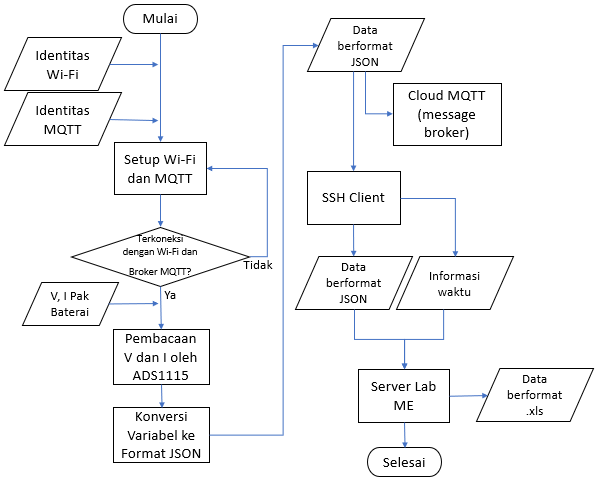 Mulai
Identitas
Wi-Fi
Identitas
MQTT
Setup Wi-Fi
dan MQTT
Terkoneksi
dengan Wi-Fi dan
Broker MQTT?
Tidak
Ya
V, I Pak
Baterai
Pembacaan
V dan I oleh
ADS1115
Konversi
Variabel ke
Format JSON
Data
berformat
JSON
Cloud MQTT
(message
broker)
SSH Client
Data
berformat
JSON
Informasi
waktu
Server Lab
ME
Data
berformat
.xls
Selesai